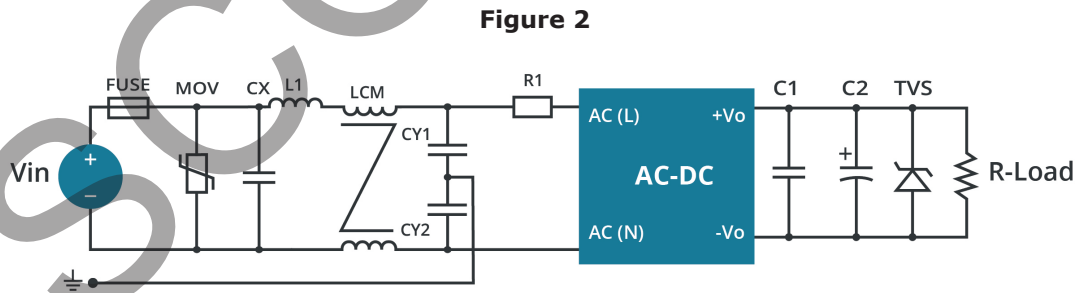 Figure 2
FUSE MOV CX L1 LCM R1 C1 C2 TVS
AC (L) +Vo
CY1
+
Vin
−
AC-DC
+
R-Load
CY2
AC (N) -Vo